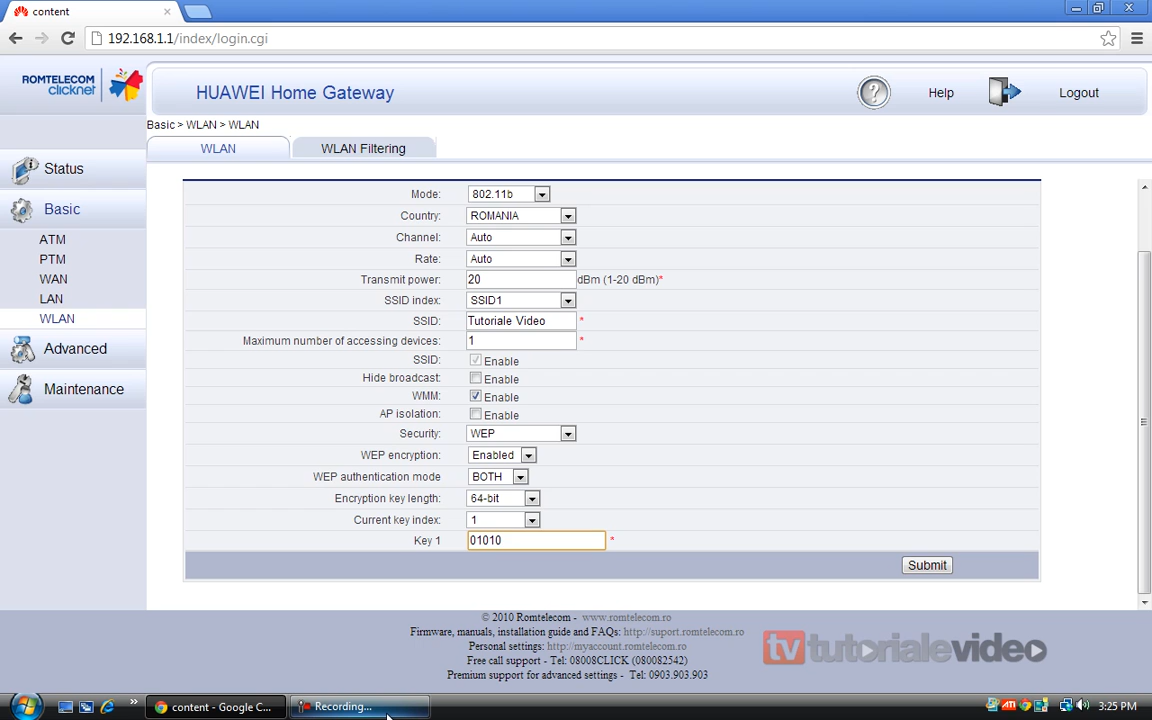 content
192.168.1.1/index/login.cgi
ROMTELECOM
clicknet
HUAWEI Home Gateway
Help
Logout
Basic > WLAN > WLAN
WLAN
WLAN Filtering
Status
Basic
ATM
PTM
WAN
LAN
WLAN
Advanced
Maintenance
Mode: 802.11b
Country: ROMANIA
Channel: Auto
Rate: Auto
Transmit power: 20 dBm (1-20 dBm)*
SSID index: SSID1
SSID: Tutoriale Video *
Maximum number of accessing devices: 1 *
SSID: Enable
Hide broadcast: Enable
WMM: Enable
AP isolation: Enable
Security: WEP
WEP encryption: Enabled
WEP authentication mode BOTH
Encryption key length: 64-bit
Current key index: 1
Key 1 01010 *
Submit
© 2010 Romtelecom - www.romtelecom.ro
Firmware, manuals, installation guide and FAQs: http://suport.romtelecom.ro
Personal settings: http://myaccount.romtelecom.ro
Free call support - Tel: 08008CLICK (080082542)
Premium support for advanced settings - Tel: 0903.903.903
tv tutorialevideo
content - Google C...
Recording...
ATI
3:25 PM